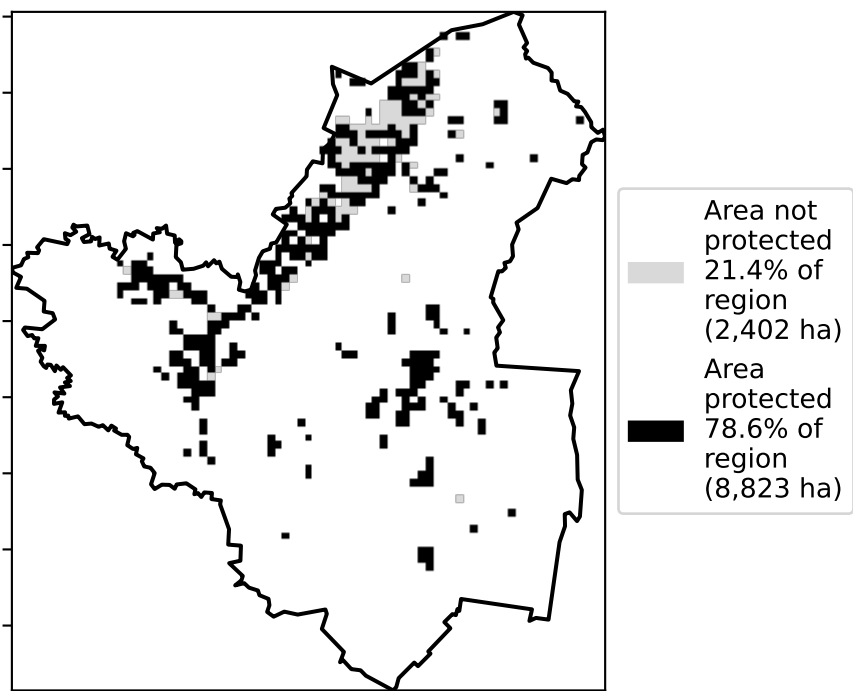 Area not
protected
21.4% of
region
(2,402 ha)
Area
protected
78.6% of
region
(8,823 ha)